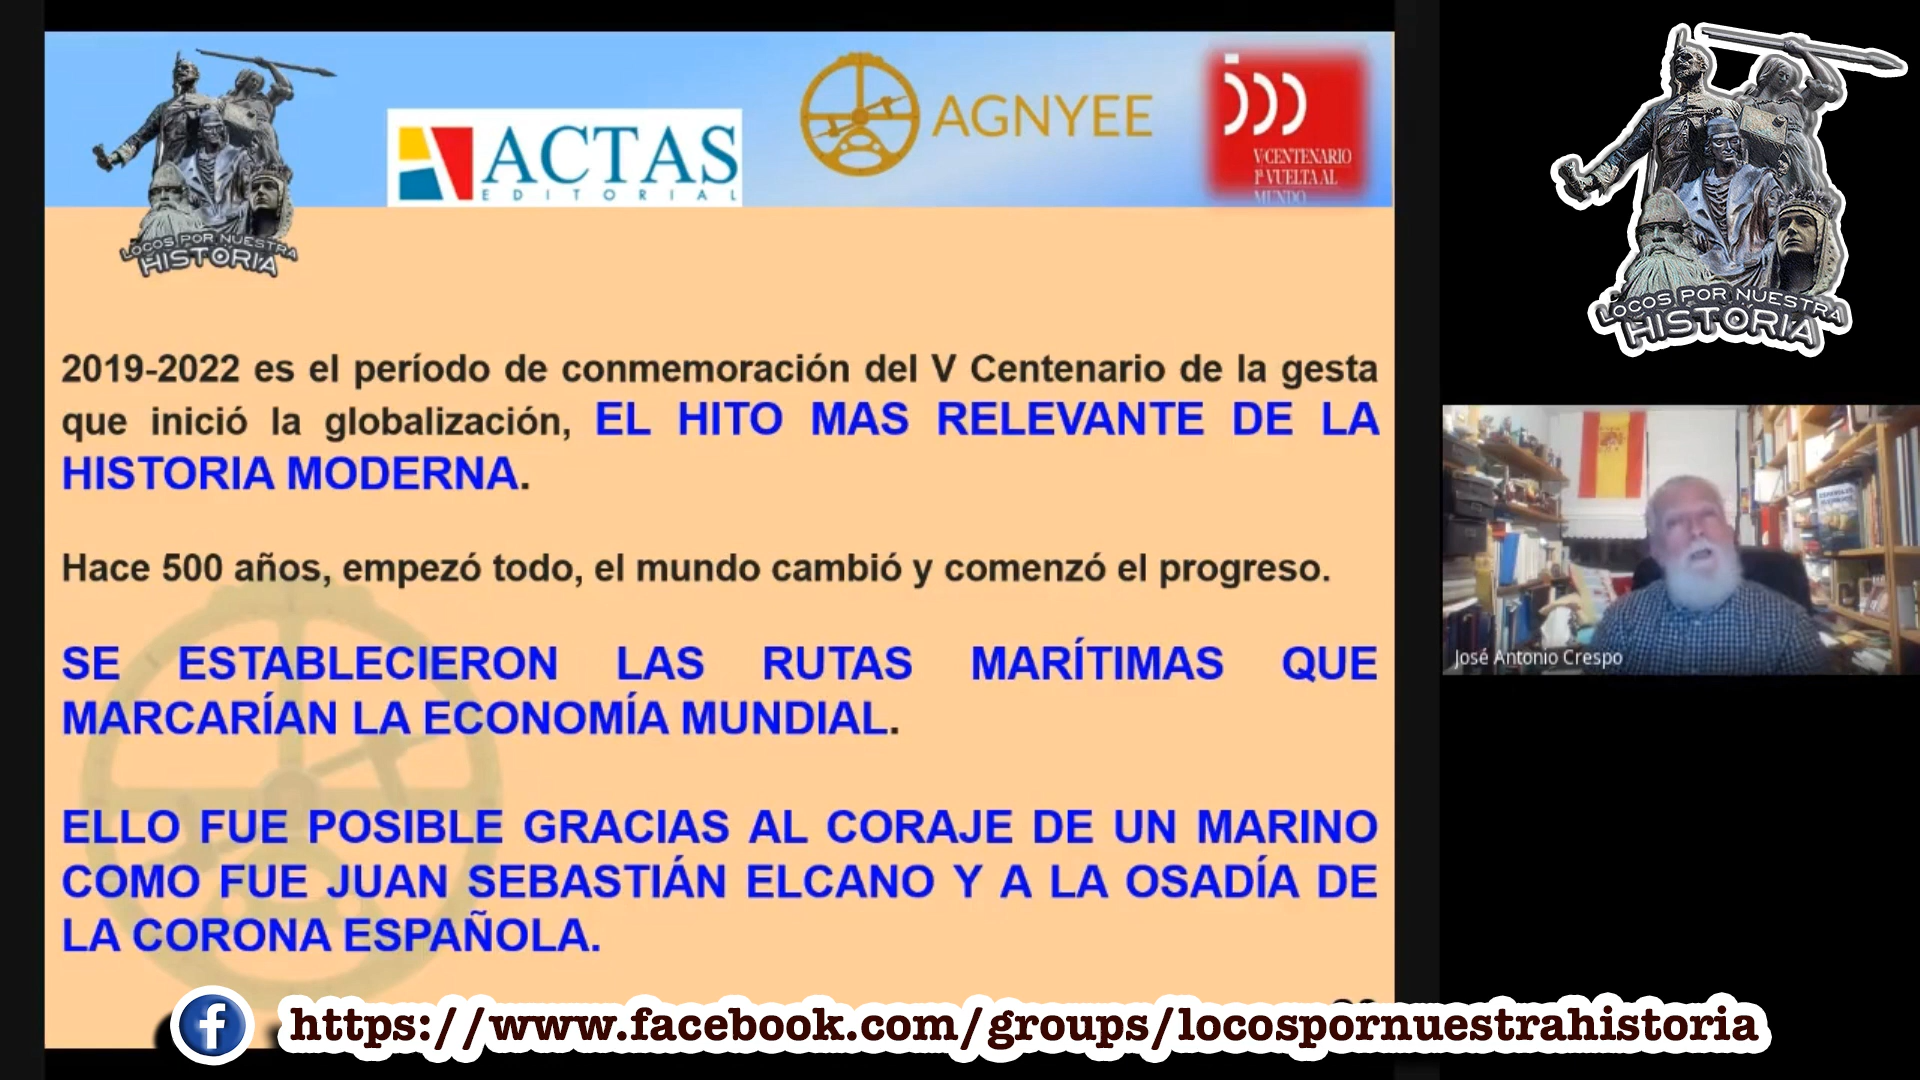 LOCOS POR NUESTRA
HISTORIA
ACTAS
EDITORIAL
AGNYEE
V CENTENARIO
1ª VUELTA AL
MUNDO
2019-2022 es el período de conmemoración del V Centenario de la gesta
que inició la globalización, EL HITO MAS RELEVANTE DE LA
HISTORIA MODERNA.
Hace 500 años, empezó todo, el mundo cambió y comenzó el progreso.
SE ESTABLECIERON LAS RUTAS MARÍTIMAS QUE
MARCARÍAN LA ECONOMÍA MUNDIAL.
ELLO FUE POSIBLE GRACIAS AL CORAJE DE UN MARINO
COMO FUE JUAN SEBASTIÁN ELCANO Y A LA OSADÍA DE
LA CORONA ESPAÑOLA.
LOCOS POR NUESTRA
HISTORIA
José Antonio Crespo
https://www.facebook.com/groups/locospornuestrahistoria